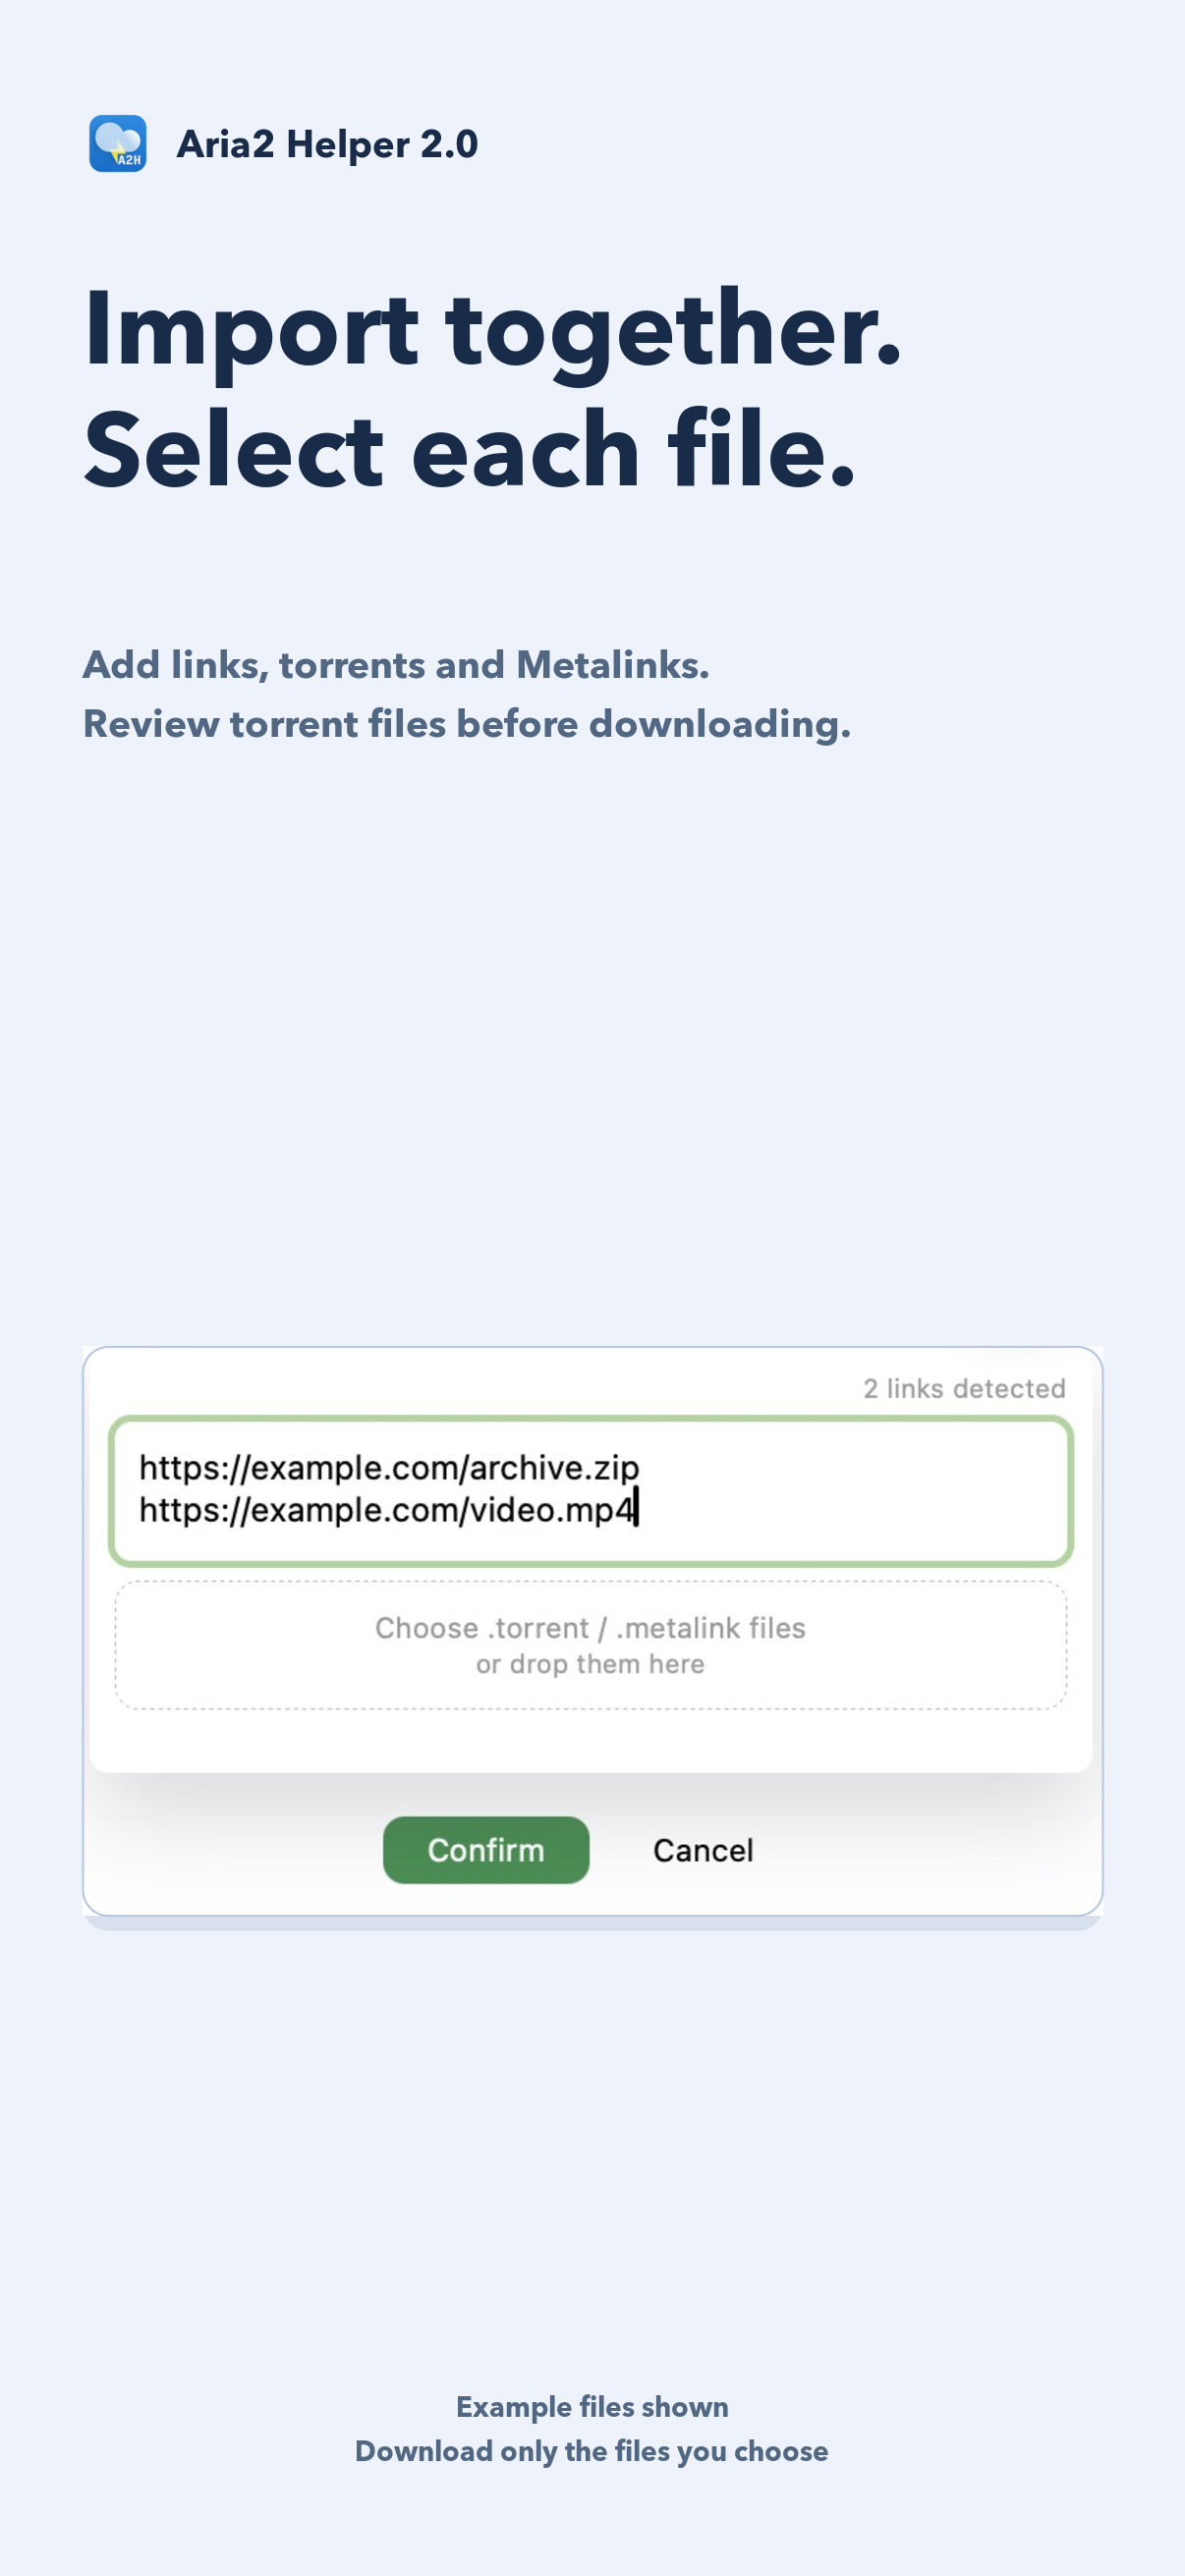 A2H
Aria2 Helper 2.0
Import together.
Select each file.
Add links, torrents and Metalinks.
Review torrent files before downloading.
2 links detected
https://example.com/archive.zip
https://example.com/video.mp4
Choose .torrent / .metalink files
or drop them here
Confirm
Cancel
Example files shown
Download only the files you choose